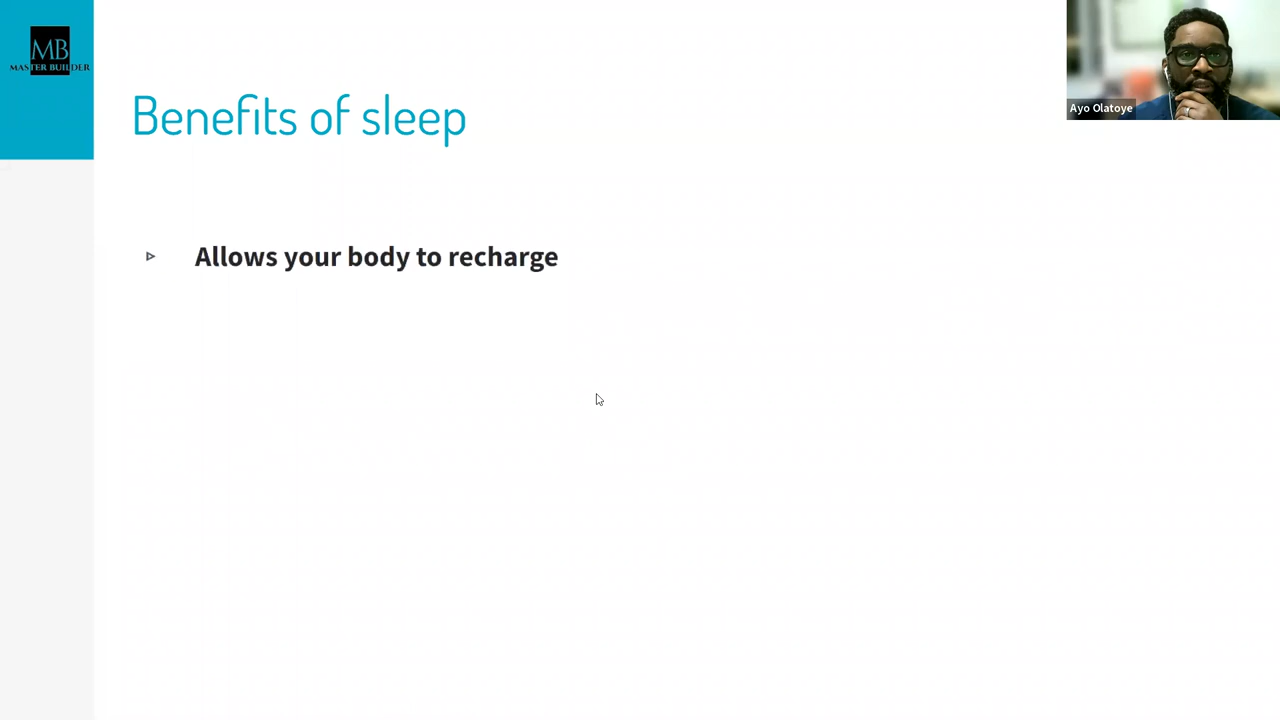 MB
MASTER BUILDER
Benefits of sleep
Allows your body to recharge
Ayo Olatoye